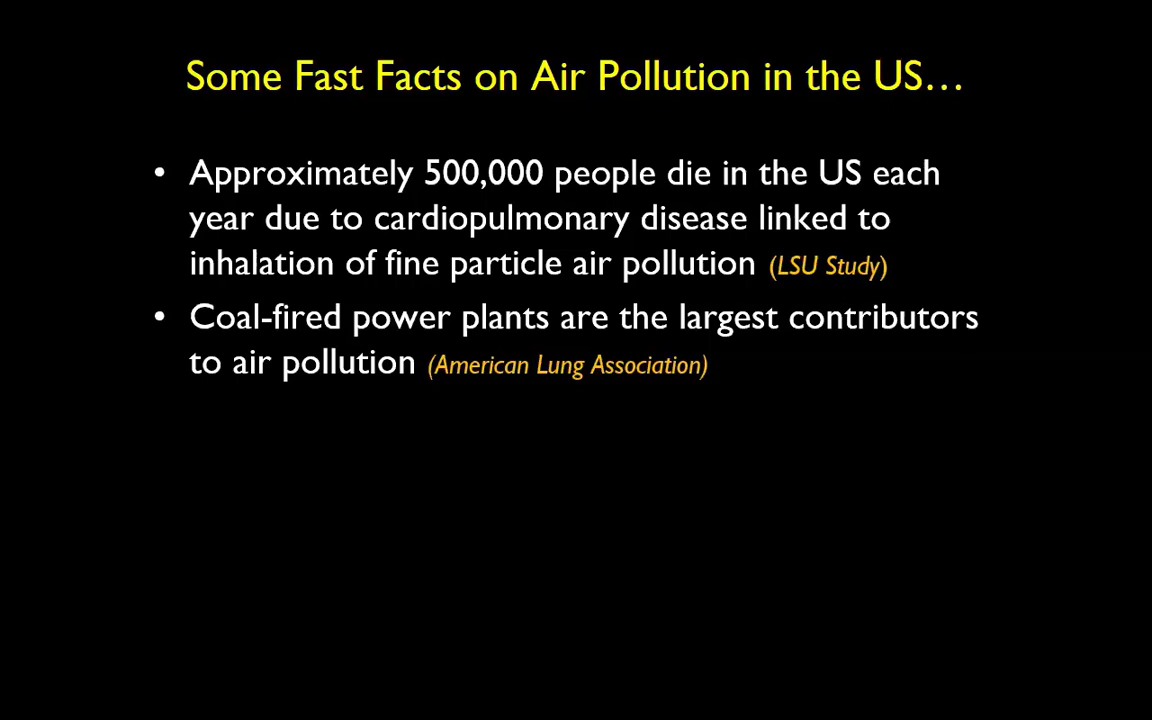 Some Fast Facts on Air Pollution in the US…
• Approximately 500,000 people die in the US each
year due to cardiopulmonary disease linked to
inhalation of fine particle air pollution (LSU Study)
• Coal-fired power plants are the largest contributors
to air pollution (American Lung Association)